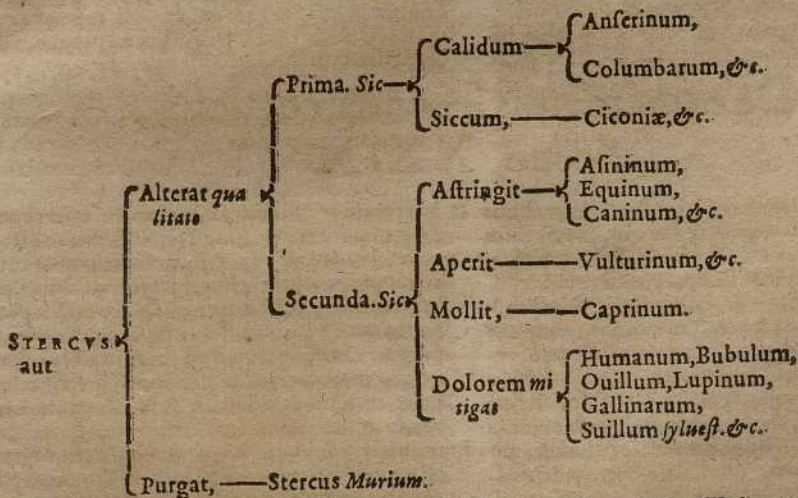 Anſerinum,
Calidum
Columbarum, &c.
Prima. Sic
Siccum, Ciconiæ, &c.
Alterat qua
litate
Aſininum,
Aſtringit Equinum,
Caninum, &c.
Aperit Vulturinum, &c.
Secunda. Sic
Mollit, Caprinum.
STERCVS
aut
Humanum, Bubulum,
Dolorem mi
tigat
Ouillum, Lupinum,
Gallinarum,
Suillum ſylueſt. &c.
Purgat, Stercus Murium.